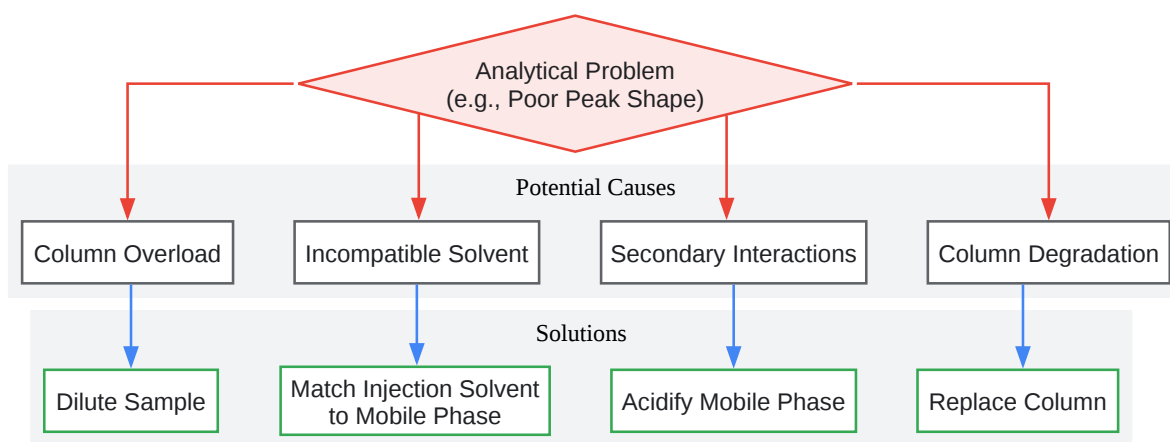 Analytical Problem
(e.g., Poor Peak Shape)
Potential Causes
Column Overload
Incompatible Solvent
Secondary Interactions
Column Degradation
Solutions
Dilute Sample
Match Injection Solvent
to Mobile Phase
Acidify Mobile Phase
Replace Column